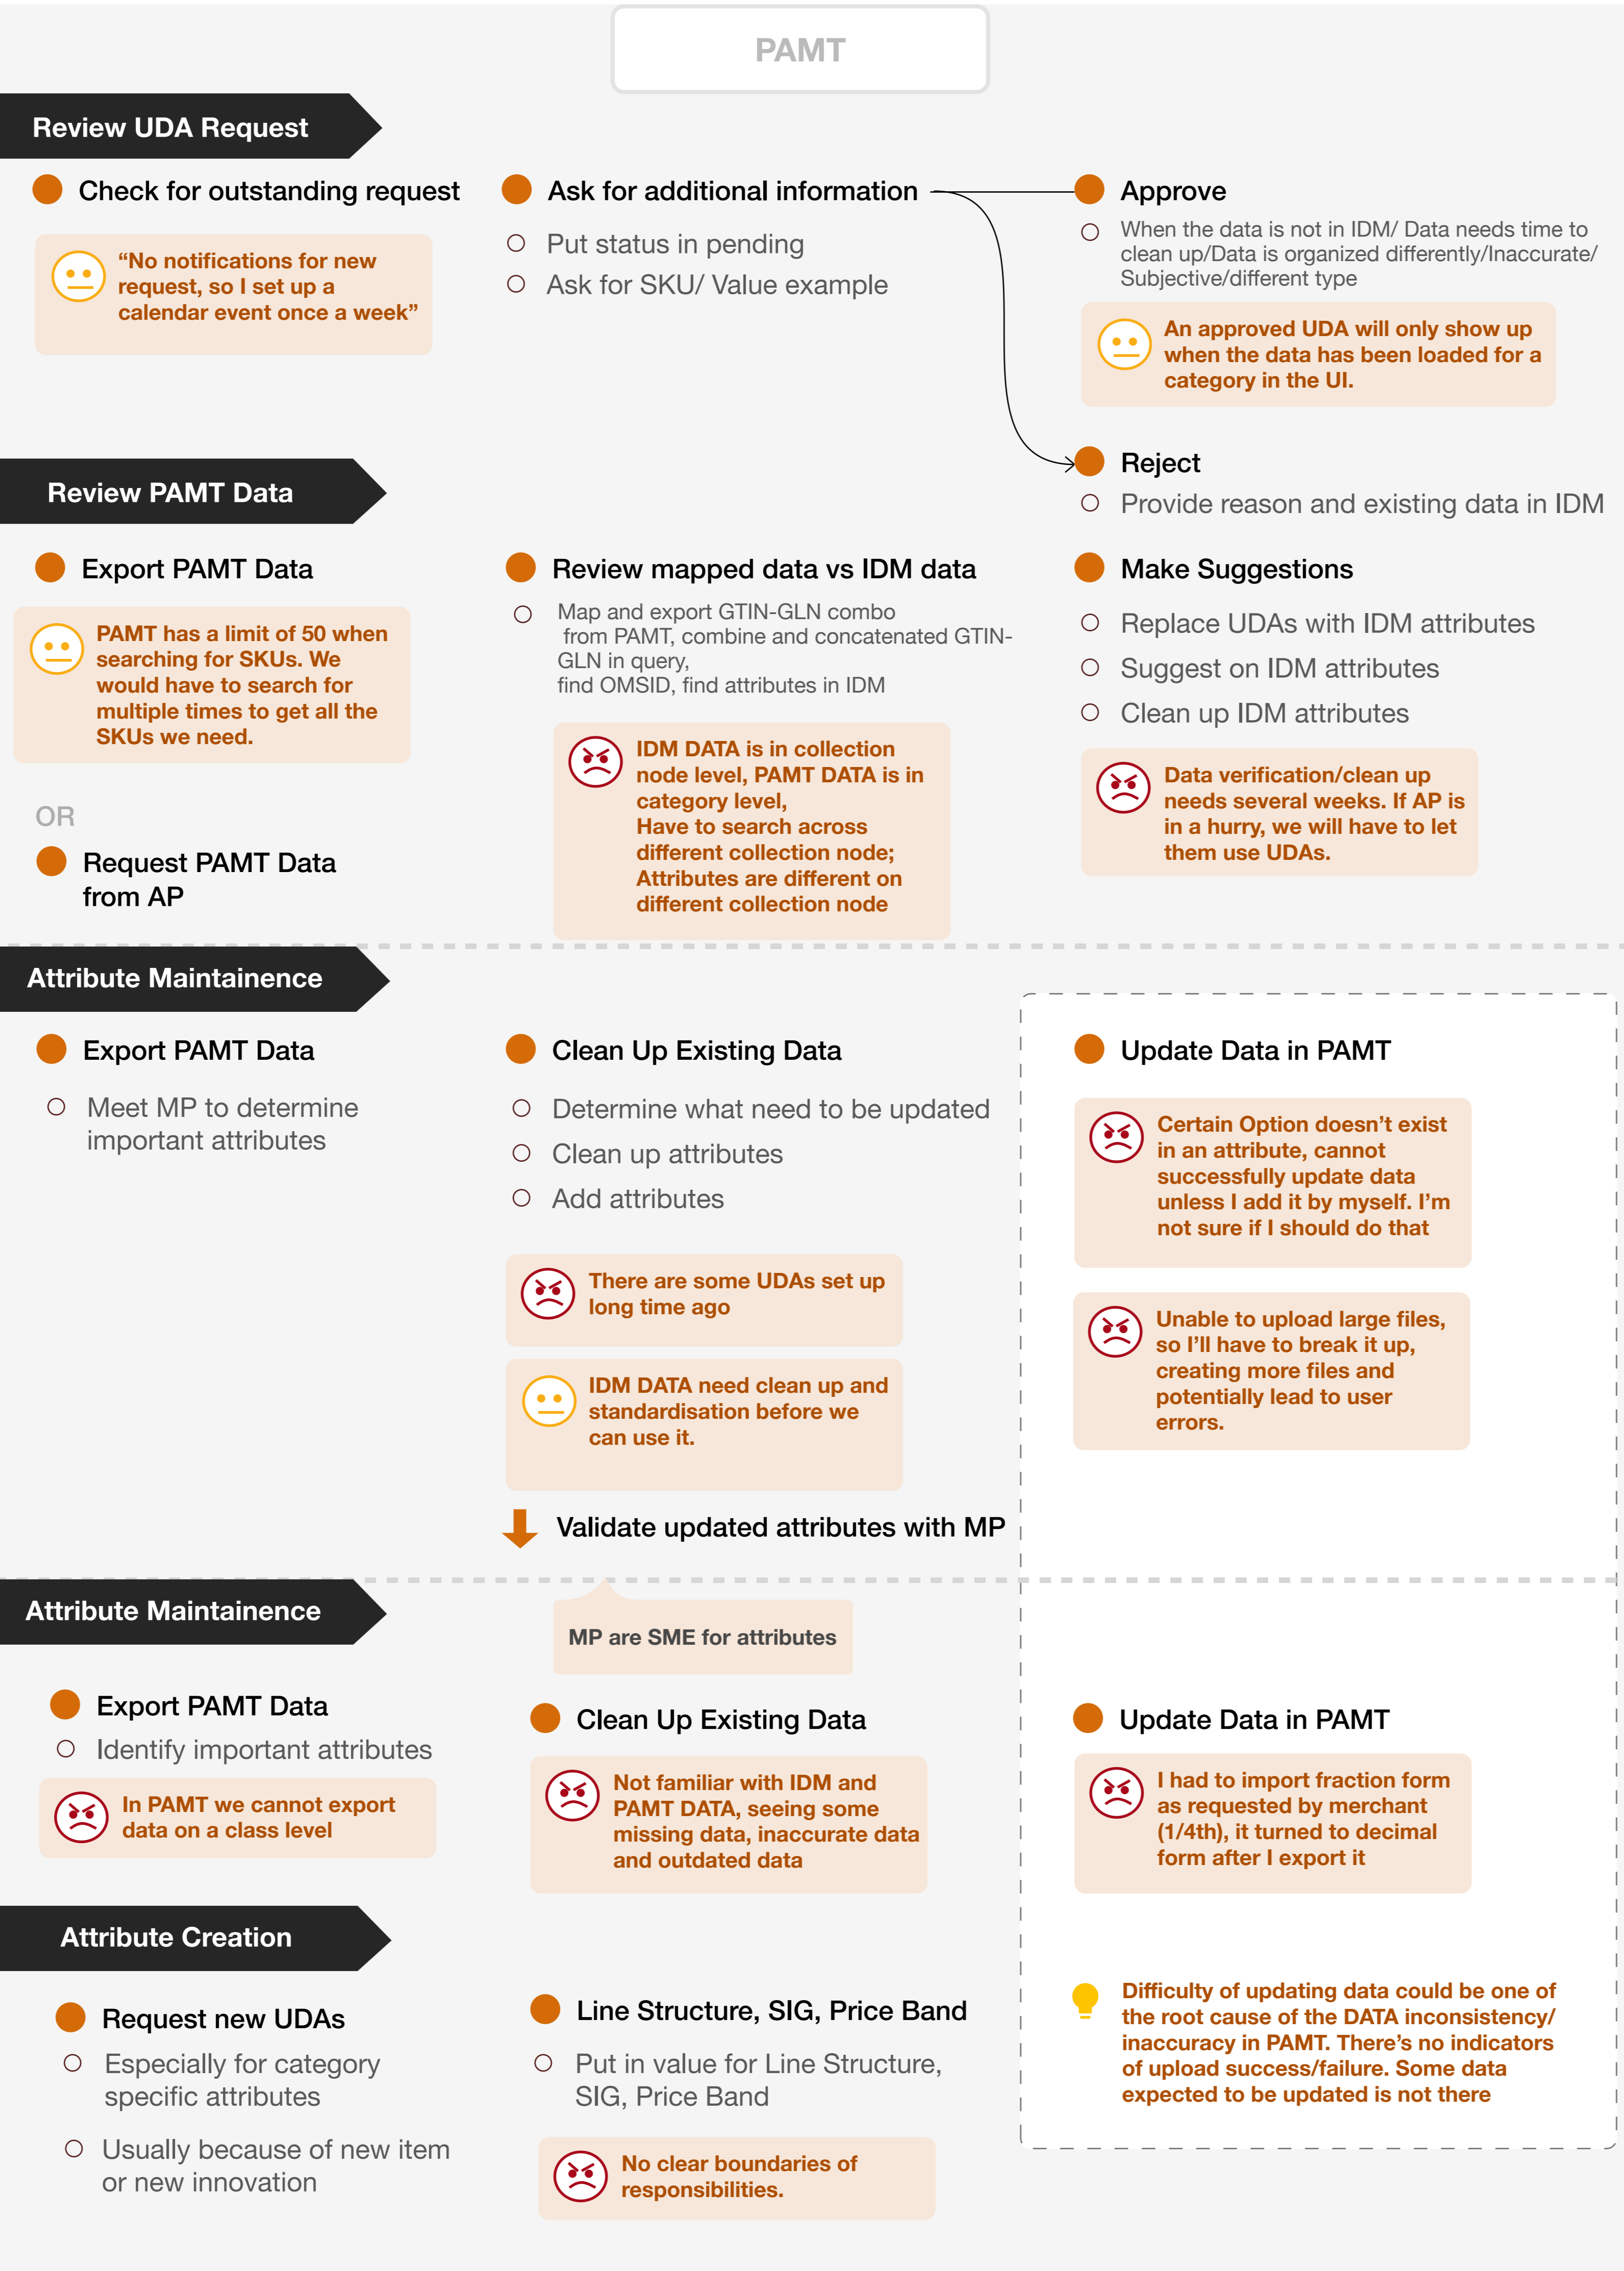 PAMT
Review UDA Request
Check for outstanding request
“No notifications for new
request, so I set up a
calendar event once a week”
Ask for additional information
Put status in pending
Ask for SKU/ Value example
Approve
When the data is not in IDM/ Data needs time to
clean up/Data is organized differently/Inaccurate/
Subjective/different type
An approved UDA will only show up
when the data has been loaded for a
category in the UI.
Reject
Provide reason and existing data in IDM
Review PAMT Data
Export PAMT Data
PAMT has a limit of 50 when
searching for SKUs. We
would have to search for
multiple times to get all the
SKUs we need.
OR
Request PAMT Data
from AP
Review mapped data vs IDM data
Map and export GTIN-GLN combo
from PAMT, combine and concatenated GTIN-
GLN in query,
find OMSID, find attributes in IDM
IDM DATA is in collection
node level, PAMT DATA is in
category level,
Have to search across
different collection node;
Attributes are different on
different collection node
Make Suggestions
Replace UDAs with IDM attributes
Suggest on IDM attributes
Clean up IDM attributes
Data verification/clean up
needs several weeks. If AP is
in a hurry, we will have to let
them use UDAs.
Attribute Maintainence
Export PAMT Data
Meet MP to determine
important attributes
Clean Up Existing Data
Determine what need to be updated
Clean up attributes
Add attributes
There are some UDAs set up
long time ago
IDM DATA need clean up and
standardisation before we
can use it.
Validate updated attributes with MP
Update Data in PAMT
Certain Option doesn’t exist
in an attribute, cannot
successfully update data
unless I add it by myself. I’m
not sure if I should do that
Unable to upload large files,
so I’ll have to break it up,
creating more files and
potentially lead to user
errors.
Attribute Maintainence
MP are SME for attributes
Export PAMT Data
Identify important attributes
In PAMT we cannot export
data on a class level
Clean Up Existing Data
Not familiar with IDM and
PAMT DATA, seeing some
missing data, inaccurate data
and outdated data
Update Data in PAMT
I had to import fraction form
as requested by merchant
(1/4th), it turned to decimal
form after I export it
Attribute Creation
Request new UDAs
Especially for category
specific attributes
Usually because of new item
or new innovation
Line Structure, SIG, Price Band
Put in value for Line Structure,
SIG, Price Band
No clear boundaries of
responsibilities.
Difficulty of updating data could be one of
the root cause of the DATA inconsistency/
inaccuracy in PAMT. There’s no indicators
of upload success/failure. Some data
expected to be updated is not there